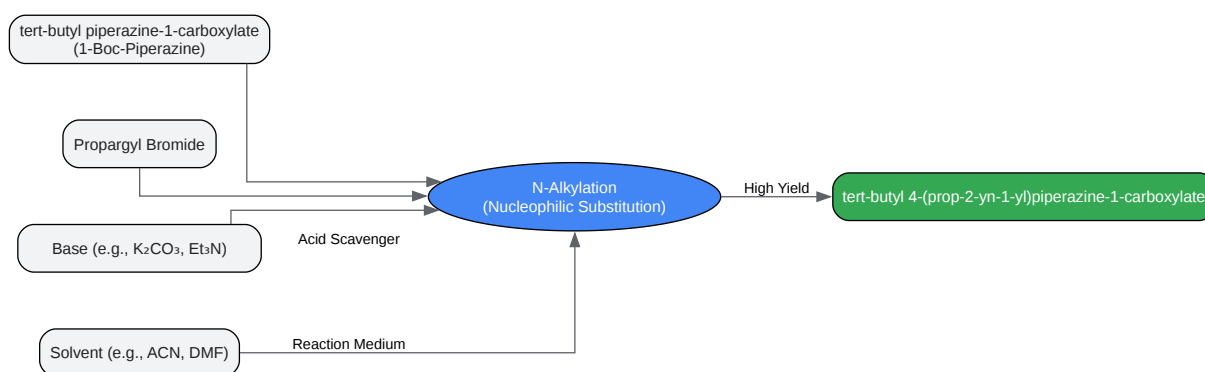 tert-butyl piperazine-1-carboxylate
(1-Boc-Piperazine)
Propargyl Bromide
Base (e.g., K₂CO₃, Et₃N)
Solvent (e.g., ACN, DMF)
Acid Scavenger
Reaction Medium
N-Alkylation
(Nucleophilic Substitution)
High Yield
tert-butyl 4-(prop-2-yn-1-yl)piperazine-1-carboxylate